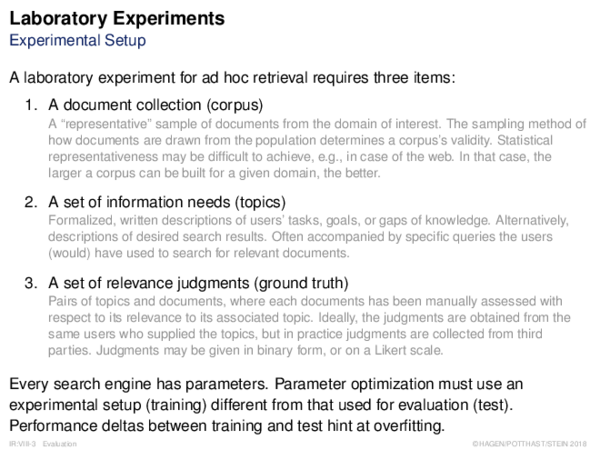 Laboratory Experiments
Experimental Setup
A laboratory experiment for ad hoc retrieval requires three items:
1. A document collection (corpus)
A “representative” sample of documents from the domain of interest. The sampling method of
how documents are drawn from the population determines a corpus’s validity. Statistical
representativeness may be difficult to achieve, e.g., in case of the web. In that case, the
larger a corpus can be built for a given domain, the better.
2. A set of information needs (topics)
Formalized, written descriptions of users’ tasks, goals, or gaps of knowledge. Alternatively,
descriptions of desired search results. Often accompanied by specific queries the users
(would) have used to search for relevant documents.
3. A set of relevance judgments (ground truth)
Pairs of topics and documents, where each documents has been manually assessed with
respect to its relevance to its associated topic. Ideally, the judgments are obtained from the
same users who supplied the topics, but in practice judgments are collected from third
parties. Judgments may be given in binary form, or on a Likert scale.
Every search engine has parameters. Parameter optimization must use an
experimental setup (training) different from that used for evaluation (test).
Performance deltas between training and test hint at overfitting.
IR:VIII-3 Evaluation ©HAGEN/POTTHAST/STEIN 2018